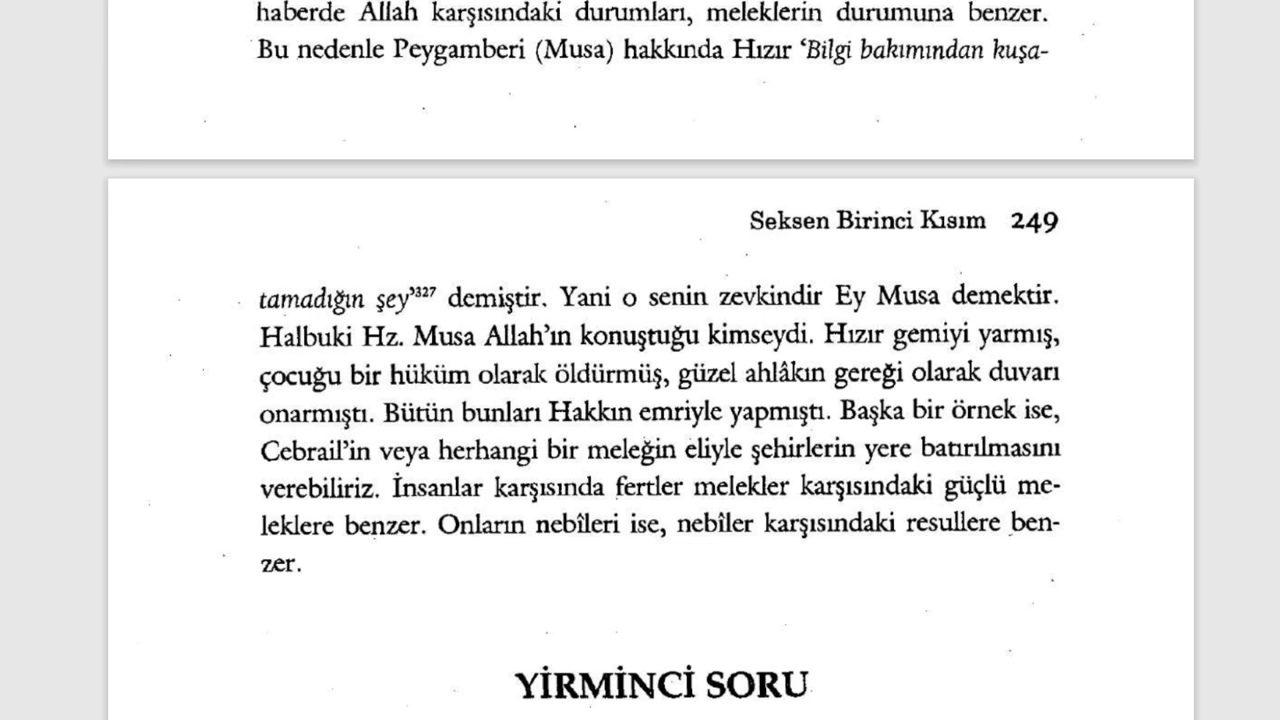 haberde Allah karşısındaki durumları, meleklerin durumuna benzer.
Bu nedenle Peygamberi (Musa) hakkında Hızır ‘Bilgi bakımından kuşa-
Seksen Birinci Kısım 249
tamadığın şey’³²⁷ demiştir. Yani o senin zevkindir Ey Musa demektir.
Halbuki Hz. Musa Allah’ın konuştuğu kimseydi. Hızır gemiyi yarmış,
çocuğu bir hüküm olarak öldürmüş, güzel ahlâkın gereği olarak duvarı
onarmıştı. Bütün bunları Hakkın emriyle yapmıştı. Başka bir örnek ise,
Cebrail’in veya herhangi bir meleğin eliyle şehirlerin yere batırılmasını
verebiliriz. İnsanlar karşısında fertler melekler karşısındaki güçlü me-
leklere benzer. Onların nebîleri ise, nebîler karşısındaki resullere ben-
zer.
YİRMİNCİ SORU